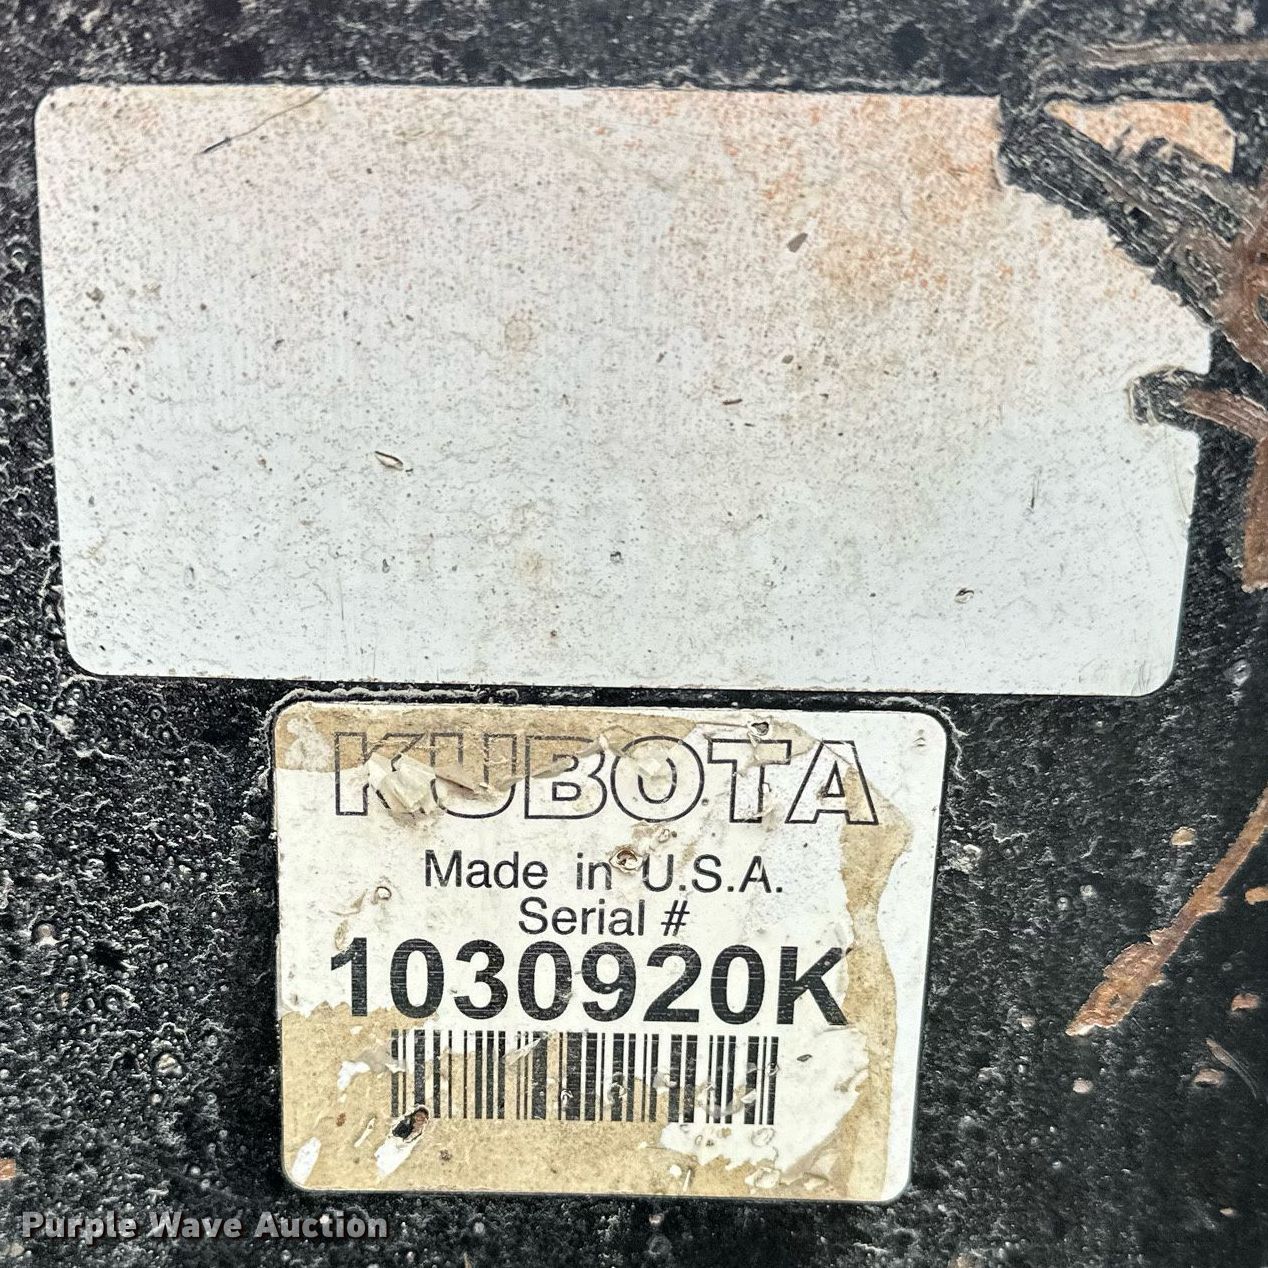 KUBOTA
Made in U.S.A.
Serial #
1030920K
Purple Wave Auction